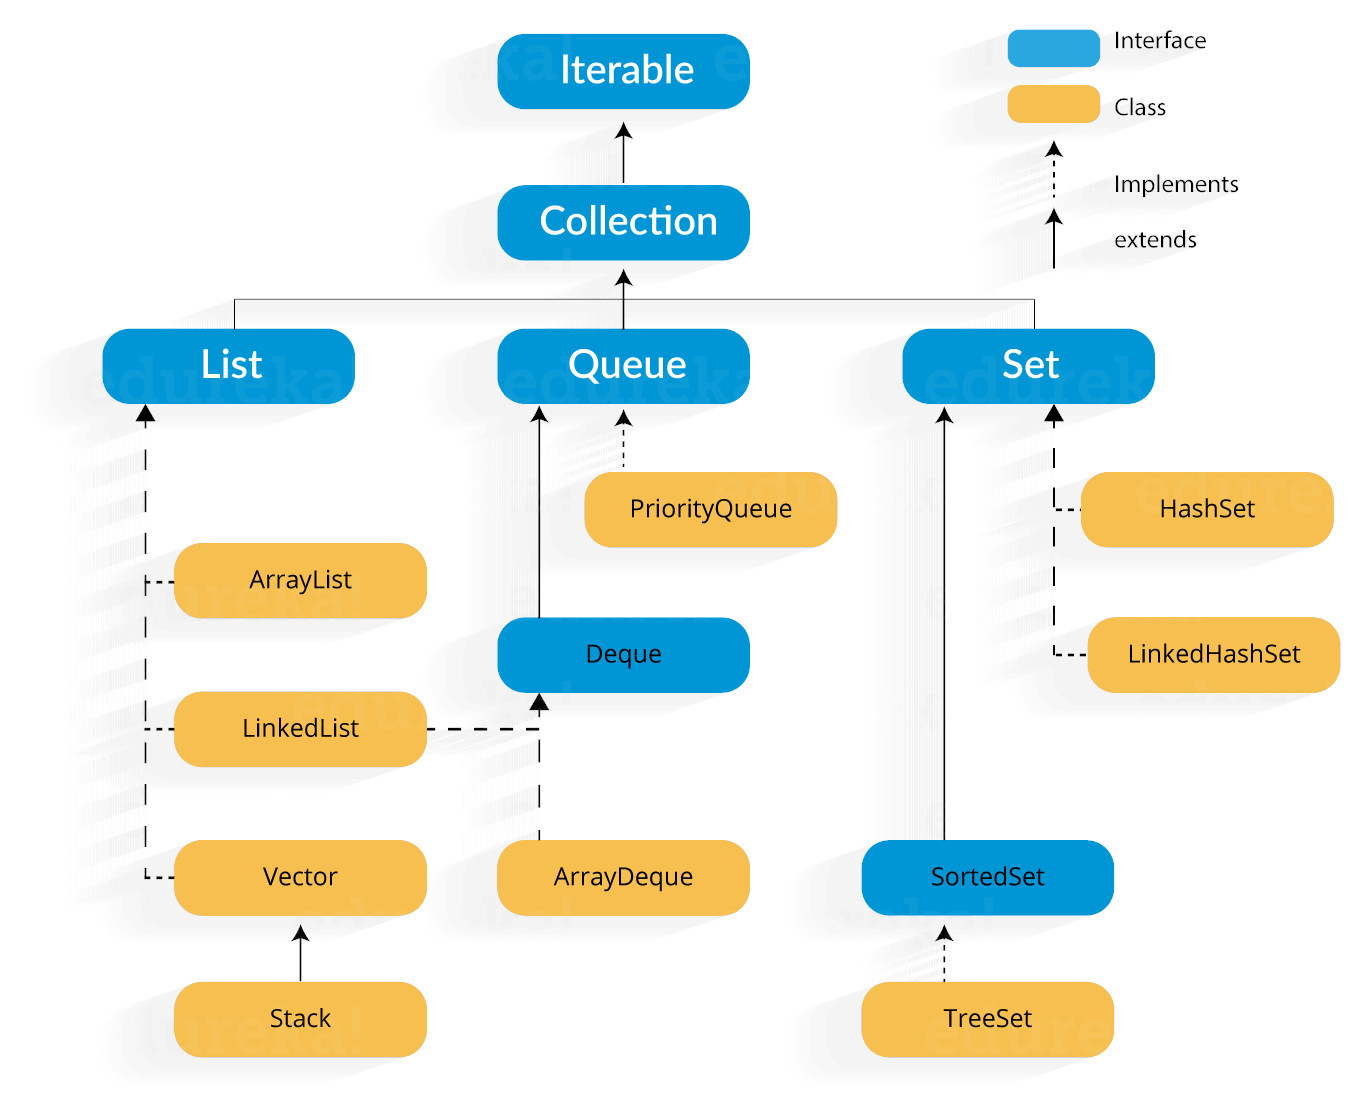 Iterable
Interface
Class
Collection
Implements
extends
List
Queue
Set
PriorityQueue
HashSet
ArrayList
Deque
LinkedHashSet
LinkedList
Vector
ArrayDeque
SortedSet
Stack
TreeSet